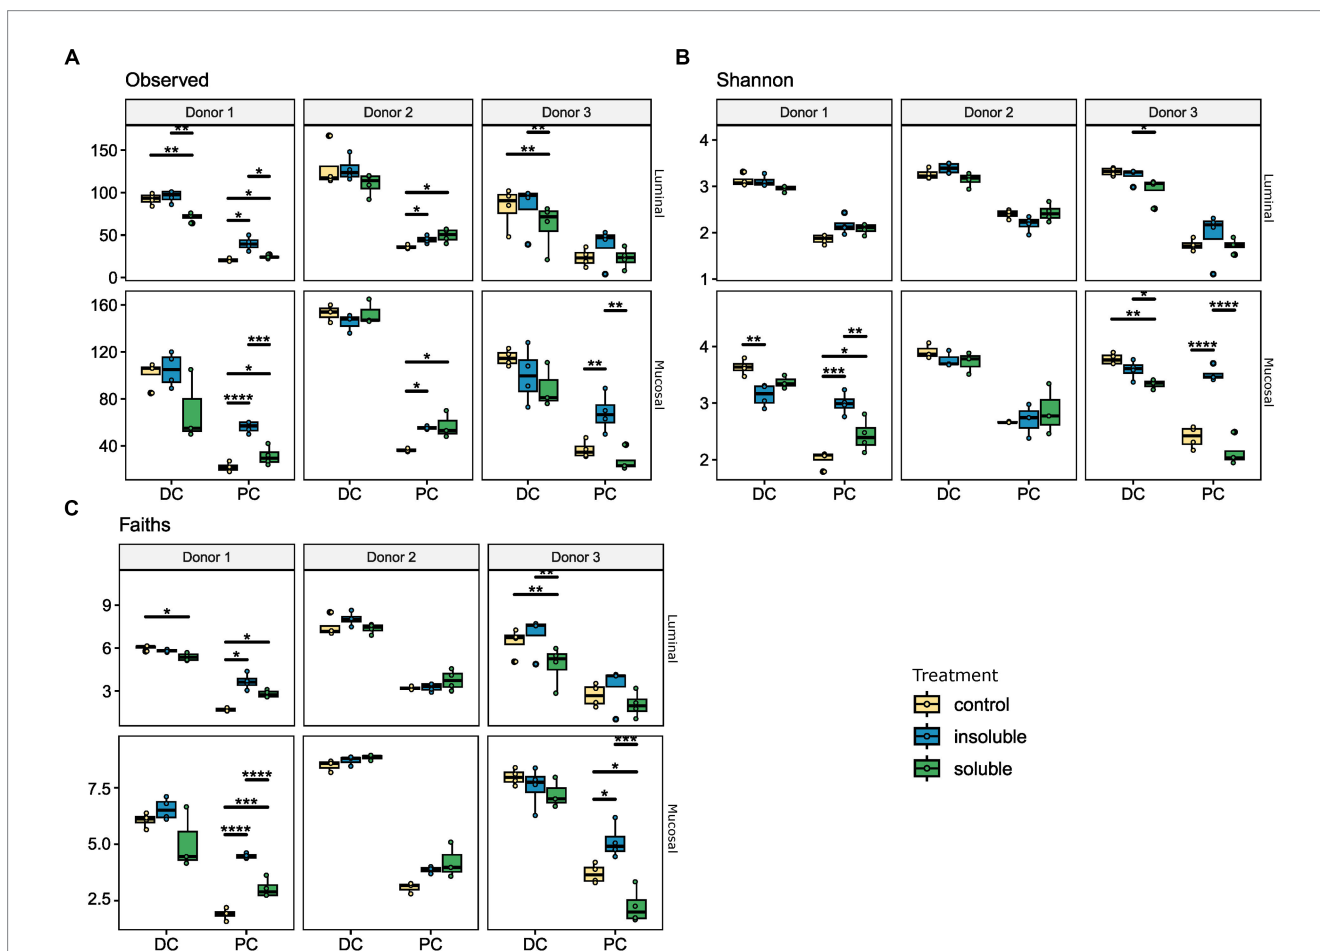 A
Observed
Donor 1 Donor 2 Donor 3
** ** * * * *
* *
** **
150
100
50
0
Luminal
*** * ****
* *
** **
160
120
80
40
Mucosal
DC PC DC PC DC PC
B
Shannon
Donor 1 Donor 2 Donor 3
*
4
3
2
1
Luminal
** ** * ***
* ** **** ****
4
3
2
Mucosal
DC PC DC PC DC PC
C
Faiths
Donor 1 Donor 2 Donor 3
* * *
** **
9
6
3
Luminal
**** *** ****
*** * *
7.5
5.0
2.5
Mucosal
DC PC DC PC DC PC
Treatment
control
insoluble
soluble